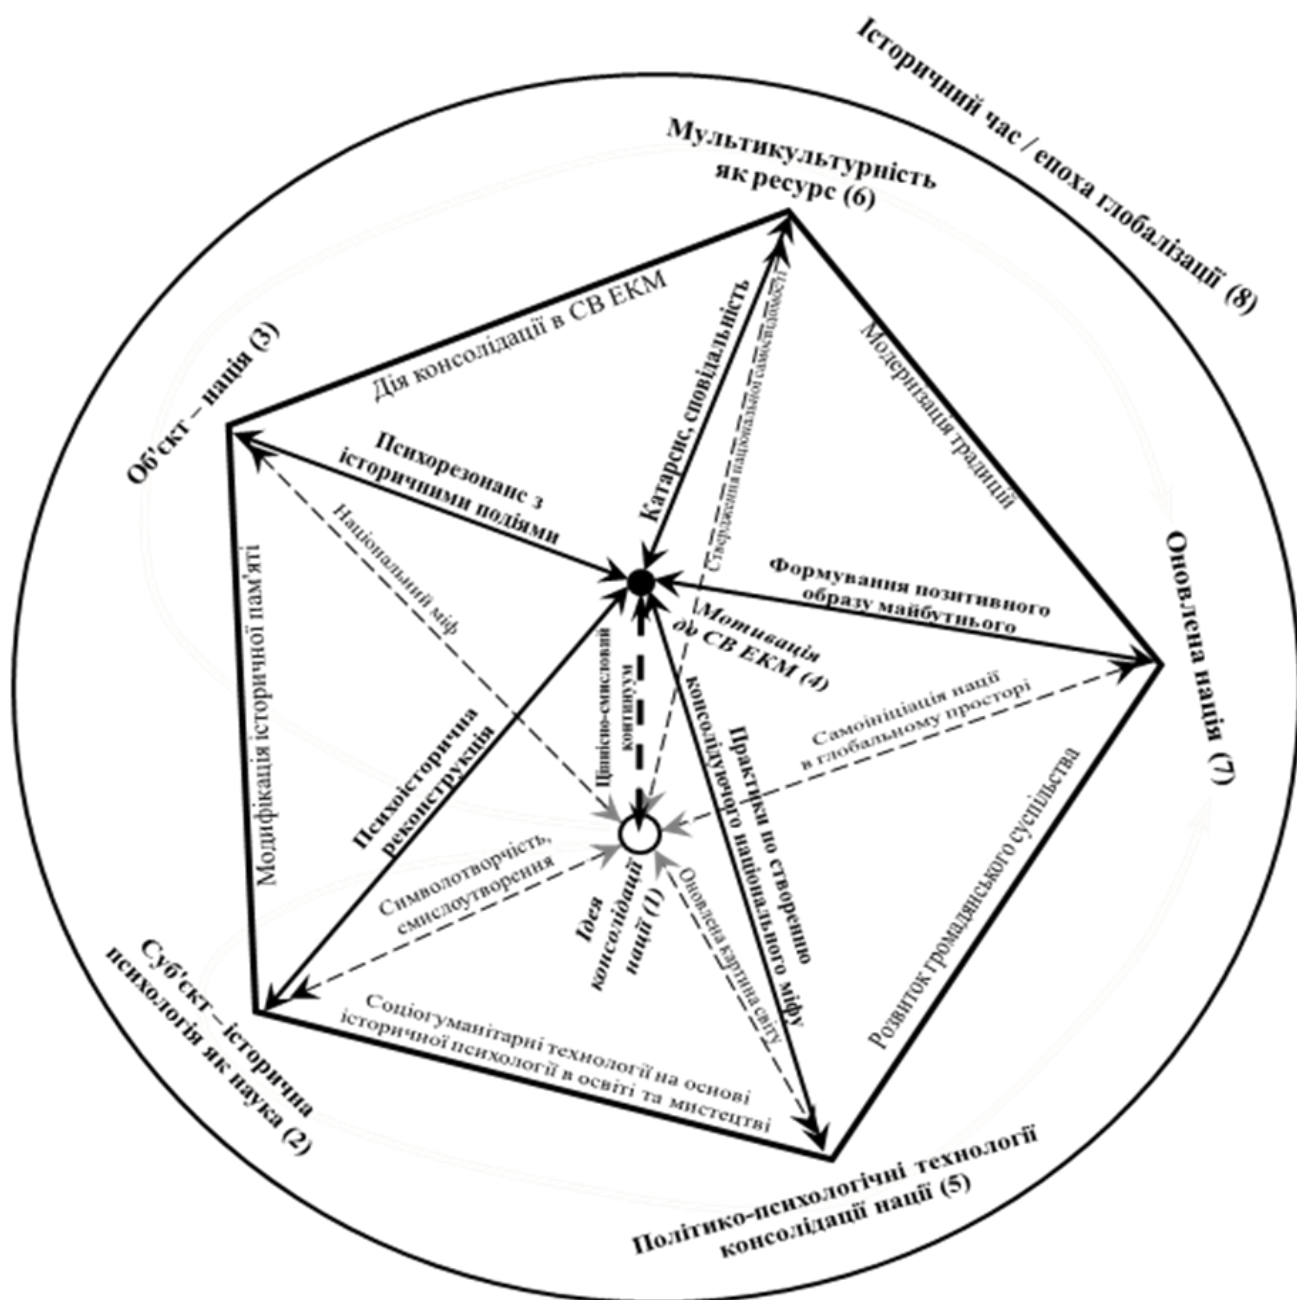 Історичний час / епоха глобалізації (8)
Мультикультурність
як ресурс (6)
Дія консолідації в СВ ЕКМ
Об'єкт – нація (3)
Модернізація традицій
Катарсис, сповідальність
Ствердження національної самосвідомості
Психорезонанс з
історичними подіями
Національний міф
Формування позитивного
образу майбутнього
Оновлена нація (7)
Модифікація історичної пам'яті
Мотивація
до СВ ЕКМ (4)
Ціннісно-смисловий
континуум
Самоініціація нації
в глобальному просторі
Психоісторична
реконструкція
Практики по створенню
консолідуючого національного міфу
Символотворчість,
смислоутворення
Ідея
консолідації
нації (1)
Оновлена картина світу
Розвиток громадянського суспільства
Суб'єкт – історична
психологія як наука (2)
Соціогуманітарні технології на основі
історичної психології в освіті та мистецтві
Політико-психологічні технології
консолідації нації (5)